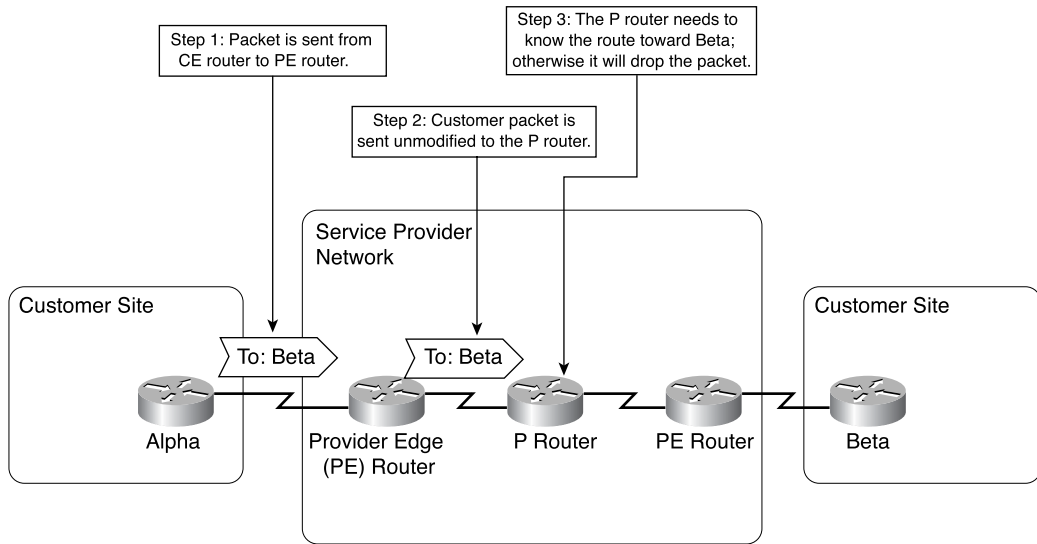 Step 1: Packet is sent from
CE router to PE router.
Step 2: Customer packet is
sent unmodified to the P router.
Step 3: The P router needs to
know the route toward Beta;
otherwise it will drop the packet.
Service Provider
Network
Customer Site
Customer Site
To: Beta
To: Beta
Alpha
Provider Edge
(PE) Router
P Router
PE Router
Beta